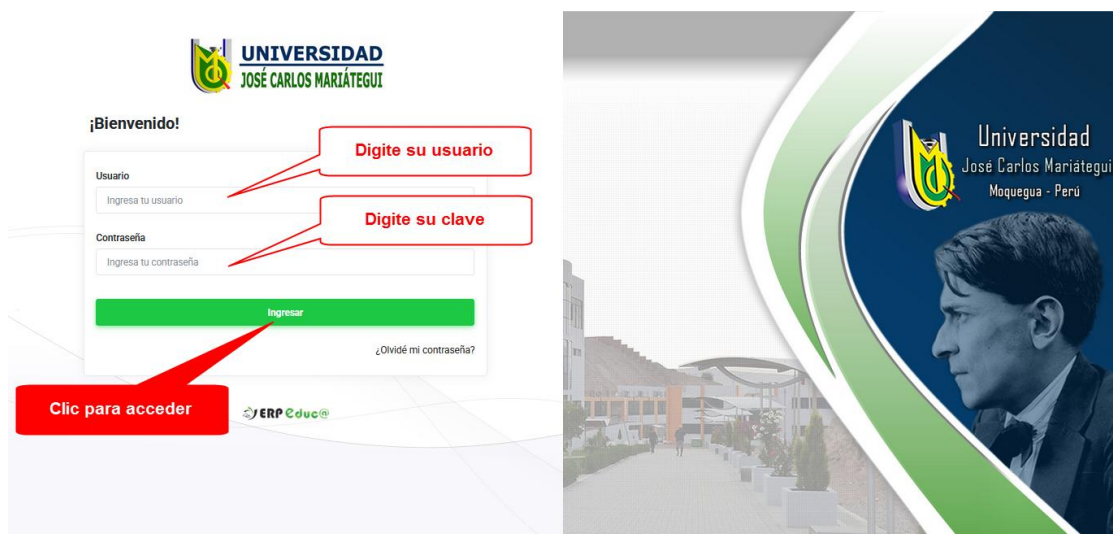 UNIVERSIDAD
JOSÉ CARLOS MARIÁTEGUI
¡Bienvenido!
Digite su usuario
Usuario
Ingresa tu usuario
Digite su clave
Contraseña
Ingresa tu contraseña
Ingresar
¿Olvidé mi contraseña?
Clic para acceder
ERP Educ@
Universidad
José Carlos Mariátegui
Moquegua - Perú